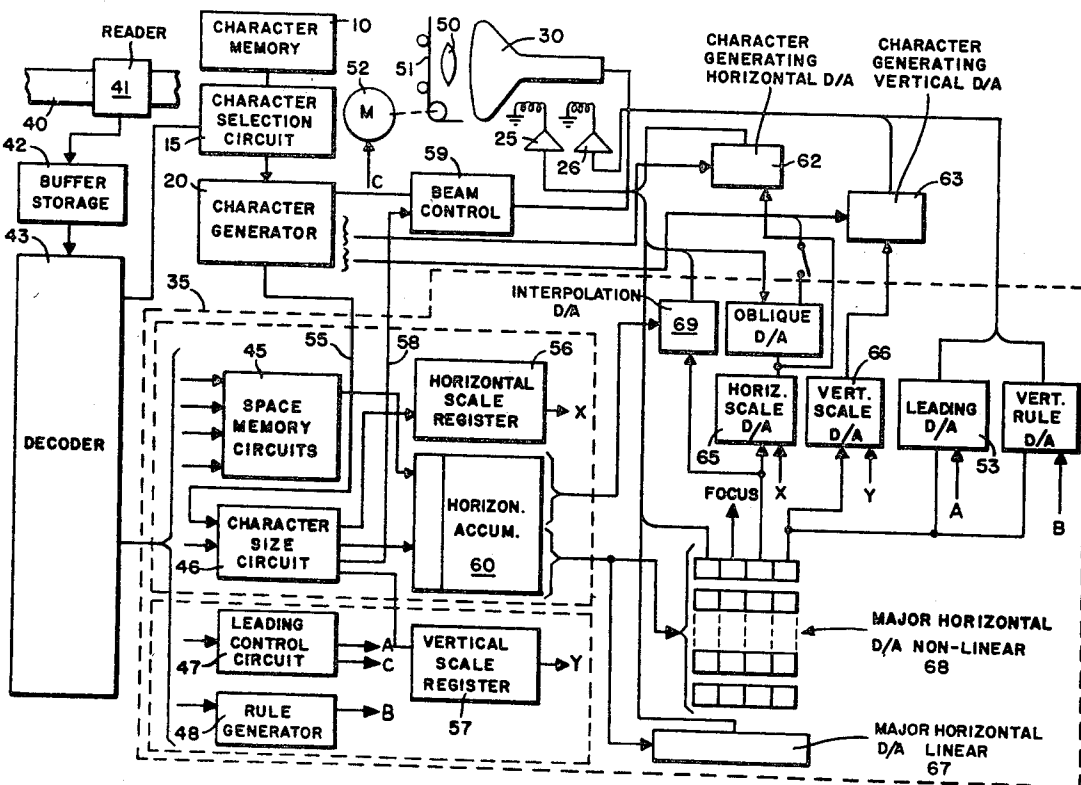 READER
41
40
42
BUFFER
STORAGE
43
DECODER
10
CHARACTER
MEMORY
CHARACTER
SELECTION
CIRCUIT
15
20
CHARACTER
GENERATOR
52
M
C
51
50
30
25
26
59
BEAM
CONTROL
CHARACTER
GENERATING
HORIZONTAL D/A
CHARACTER
GENERATING
VERTICAL D/A
62
63
35
55
58
INTERPOLATION
D/A
69
OBLIQUE
D/A
45
SPACE
MEMORY
CIRCUITS
56
HORIZONTAL
SCALE
REGISTER
X
HORIZ.
SCALE
D/A
65
66
VERT.
SCALE
D/A
LEADING
D/A
53
VERT.
RULE
D/A
FOCUS
X
Y
A
B
CHARACTER
SIZE
CIRCUIT
46
HORIZON.
ACCUM.
60
LEADING
CONTROL
CIRCUIT
47
A
C
VERTICAL
SCALE
REGISTER
57
Y
RULE
GENERATOR
48
B
MAJOR HORIZONTAL
D/A NON-LINEAR
68
MAJOR HORIZONTAL
D/A LINEAR
67